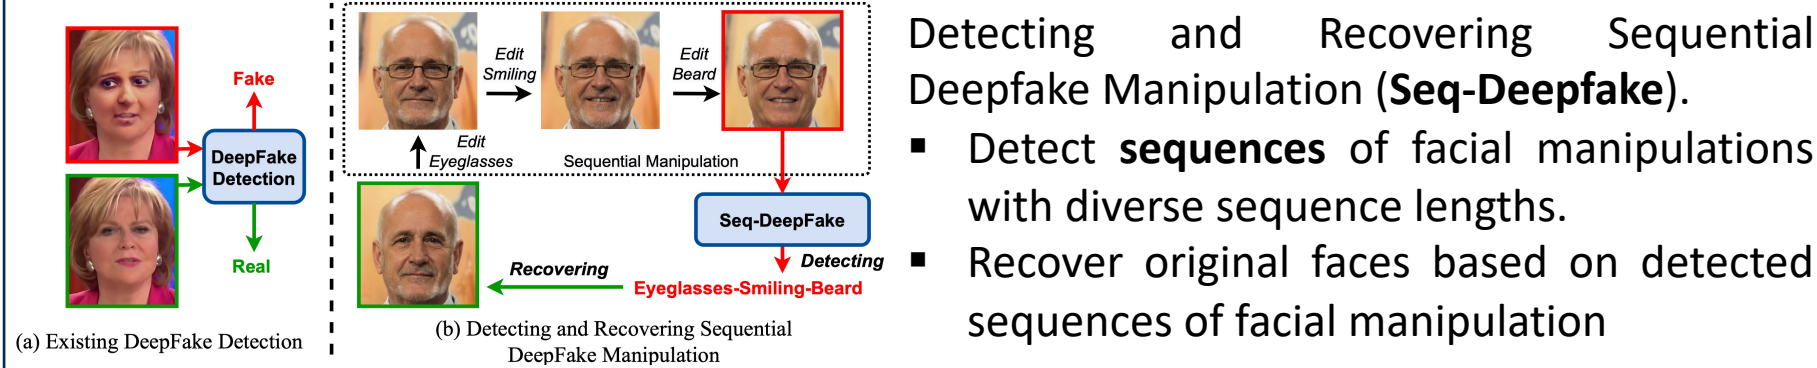 Fake
DeepFake
Detection
Real
(a) Existing DeepFake Detection
Edit
Smiling
Edit
Beard
Edit
Eyeglasses
Sequential Manipulation
Seq-DeepFake
Detecting
Recovering
Eyeglasses-Smiling-Beard
(b) Detecting and Recovering Sequential
DeepFake Manipulation
Detecting and Recovering Sequential
Deepfake Manipulation (Seq-Deepfake).
▪ Detect sequences of facial manipulations
with diverse sequence lengths.
▪ Recover original faces based on detected
sequences of facial manipulation